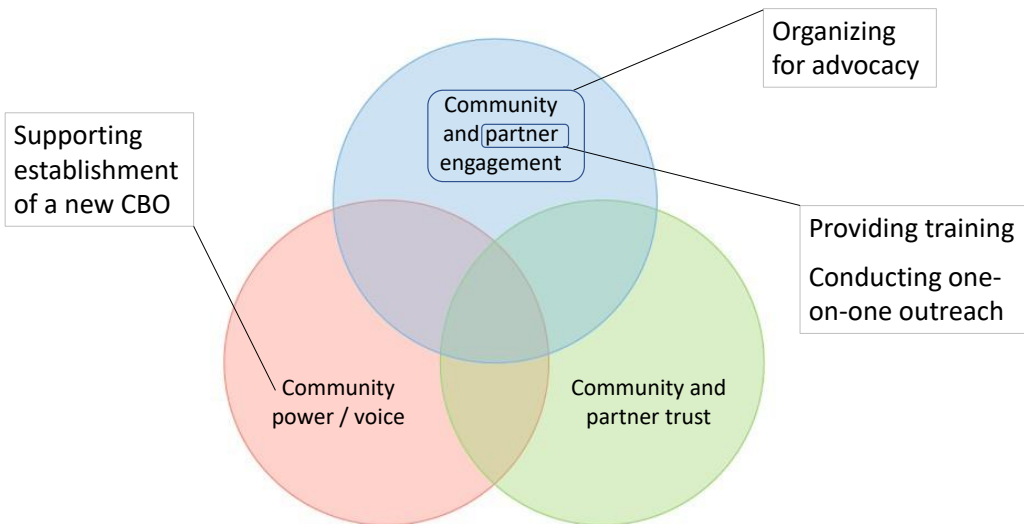 Organizing
for advocacy
Community
and partner
engagement
Supporting
establishment
of a new CBO
Providing training
Conducting one-
on-one outreach
Community
power / voice
Community and
partner trust